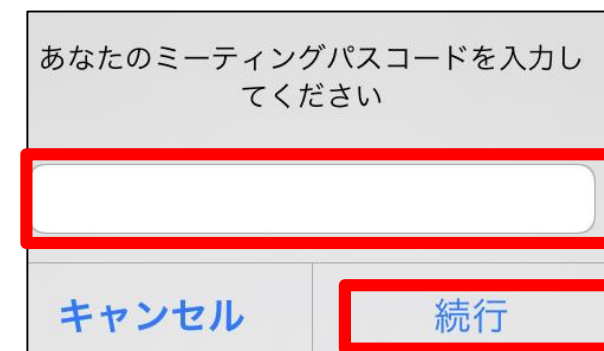 あなたのミーティングパスコードを入力し
てください
キャンセル 続行